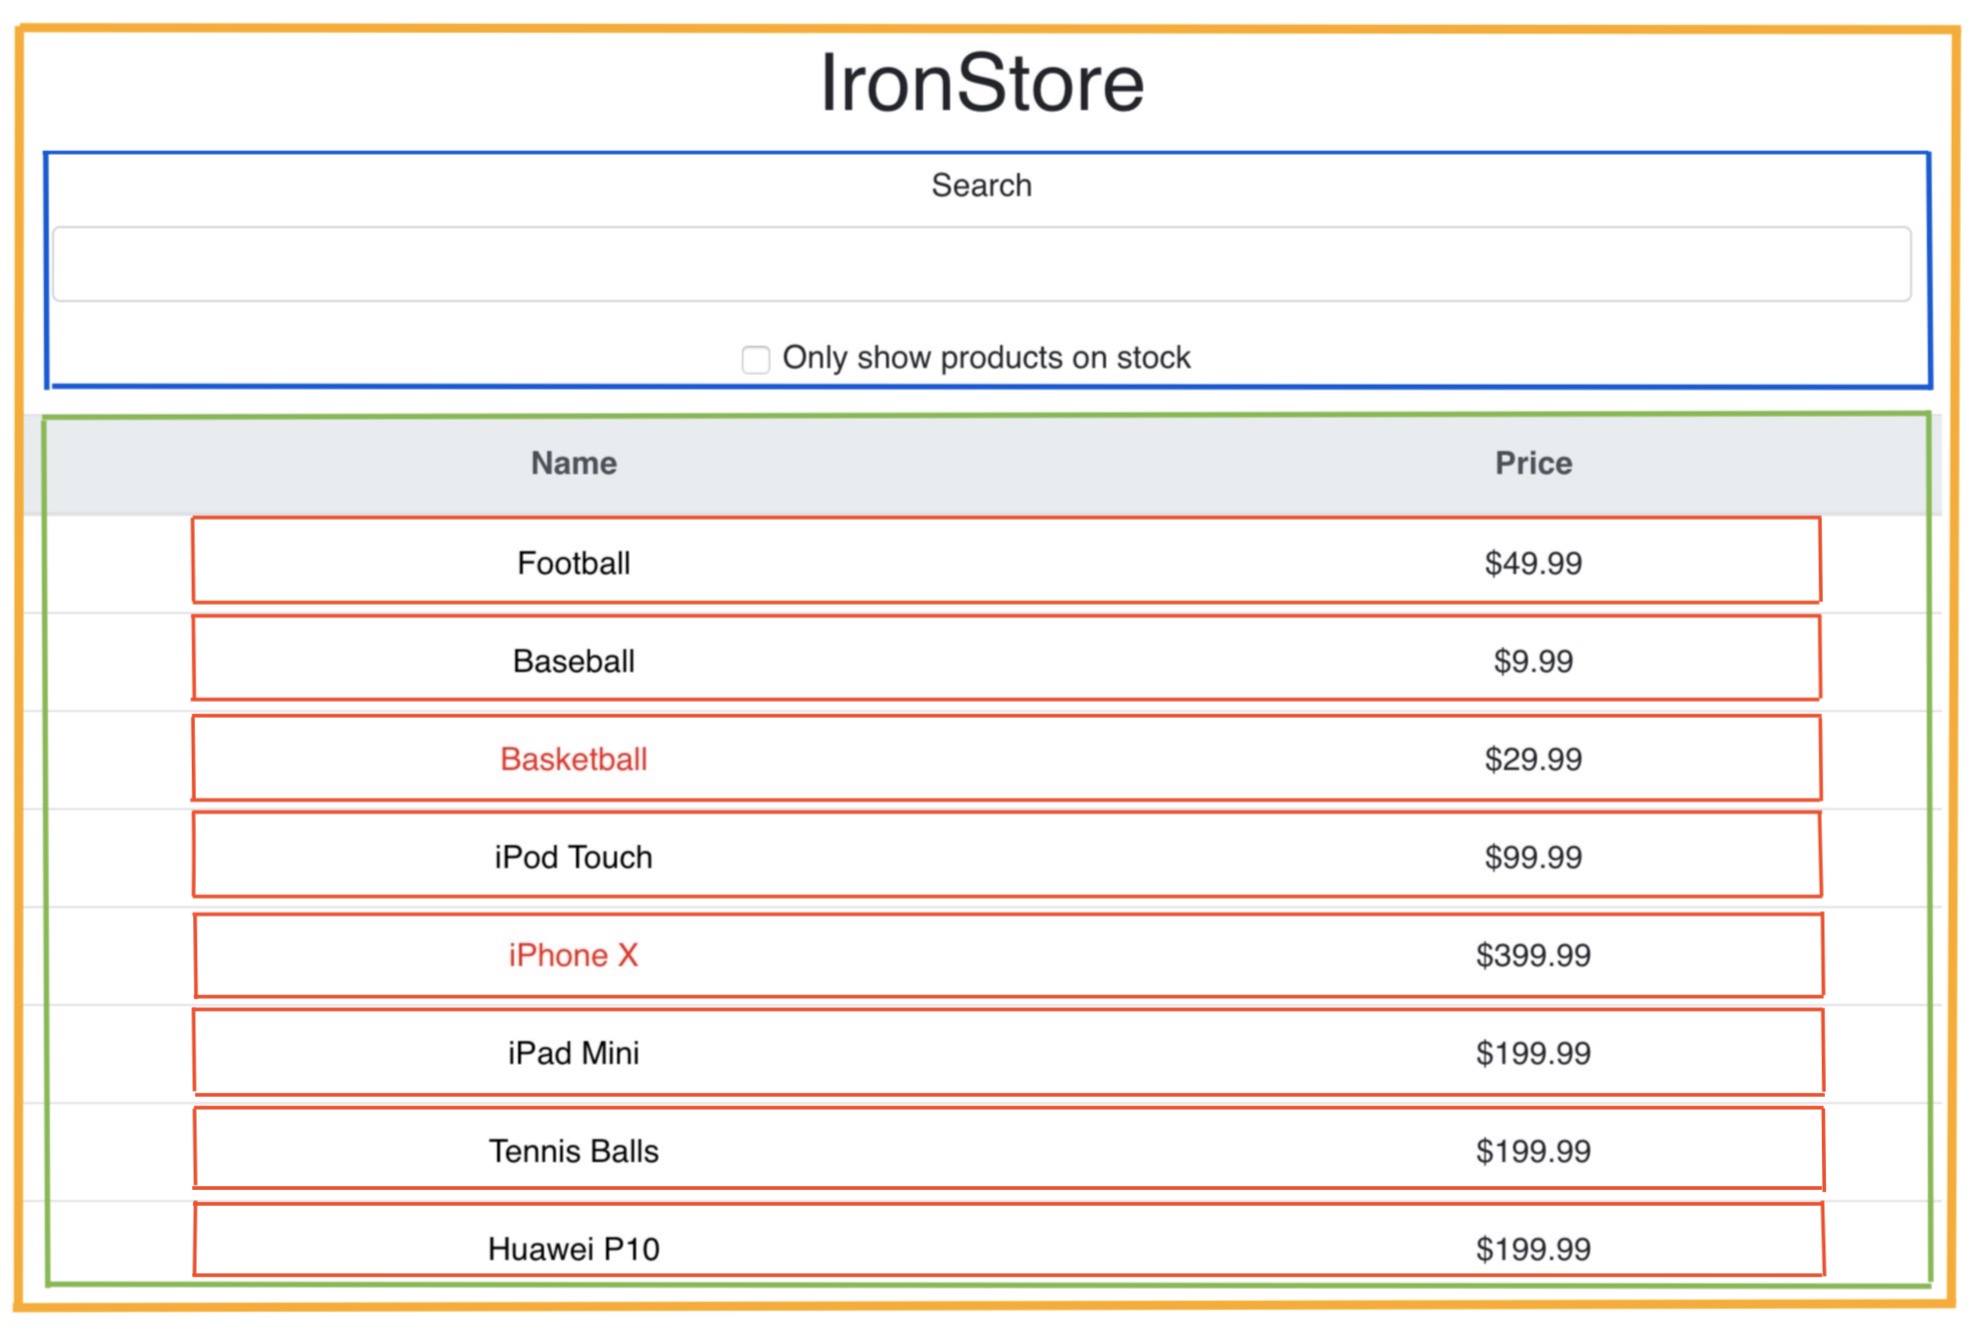 IronStore
Search
Only show products on stock
Name Price
Football $49.99
Baseball $9.99
Basketball $29.99
iPod Touch $99.99
iPhone X $399.99
iPad Mini $199.99
Tennis Balls $199.99
Huawei P10 $199.99